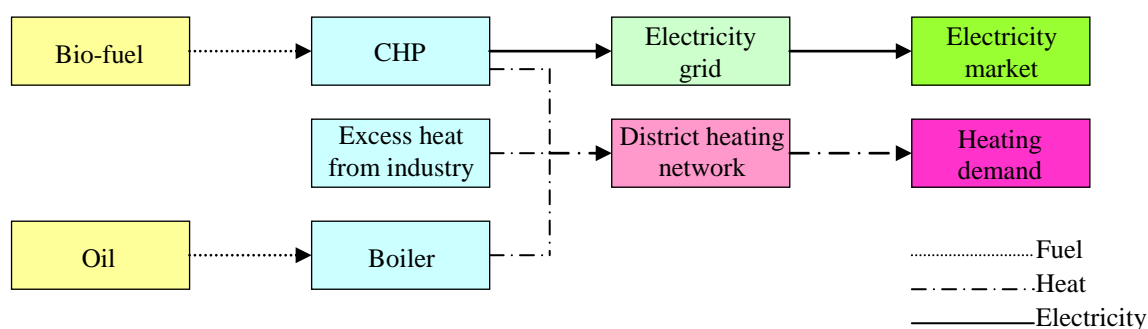 Bio-fuel
CHP
Electricity
grid
Electricity
market
Excess heat
from industry
District heating
network
Heating
demand
Oil
Boiler
Fuel
Heat
Electricity